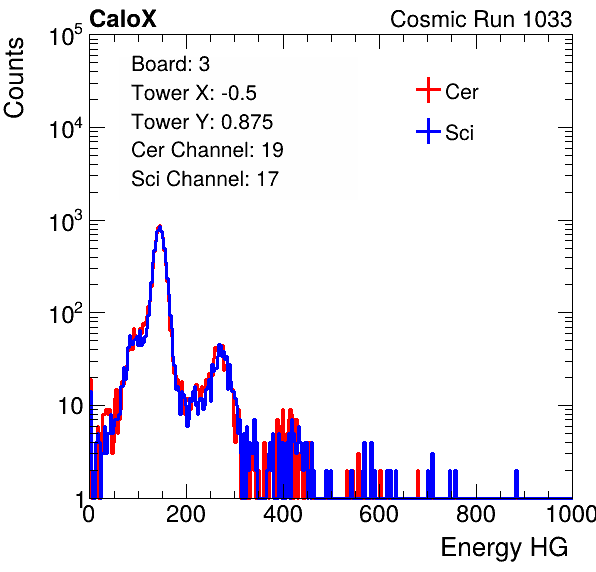 CaloX Cosmic Run 1033
Counts
10^5
10^4
10^3
10^2
10
1
Board: 3
Tower X: -0.5
Tower Y: 0.875
Cer Channel: 19
Sci Channel: 17
Cer
Sci
0 200 400 600 800 1000
Energy HG